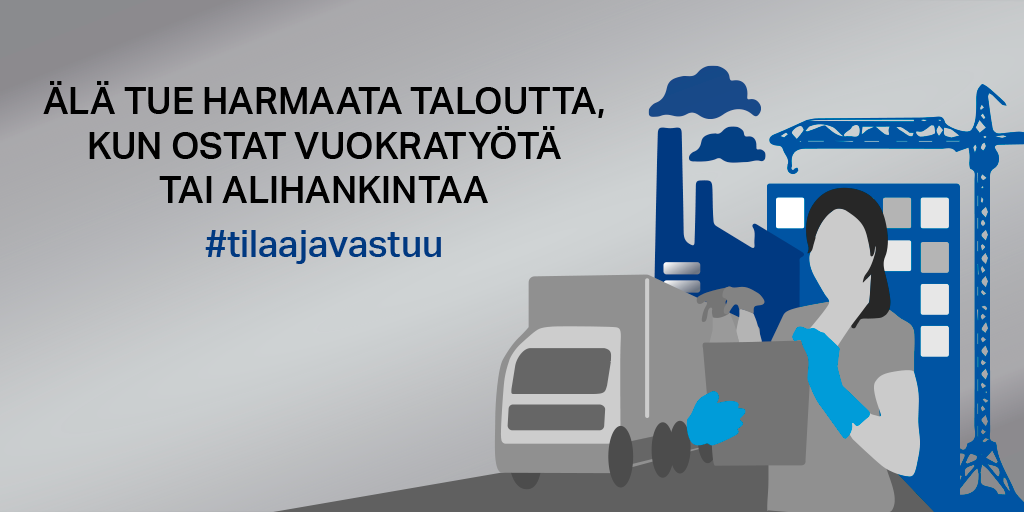 ÄLÄ TUE HARMAATA TALOUTTA,
KUN OSTAT VUOKRATYÖTÄ
TAI ALIHANKINTAA
#tilaajavastuu